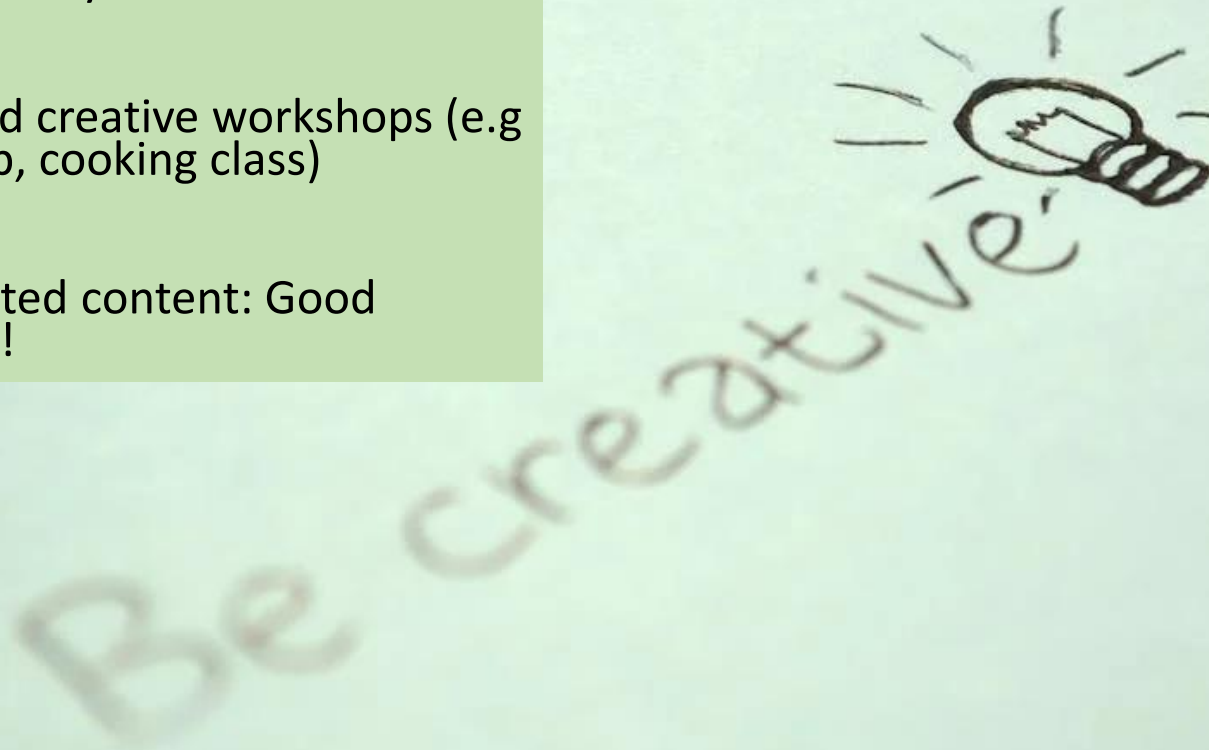 d creative workshops (e.g
, cooking class)
ted content: Good
!
Be creative